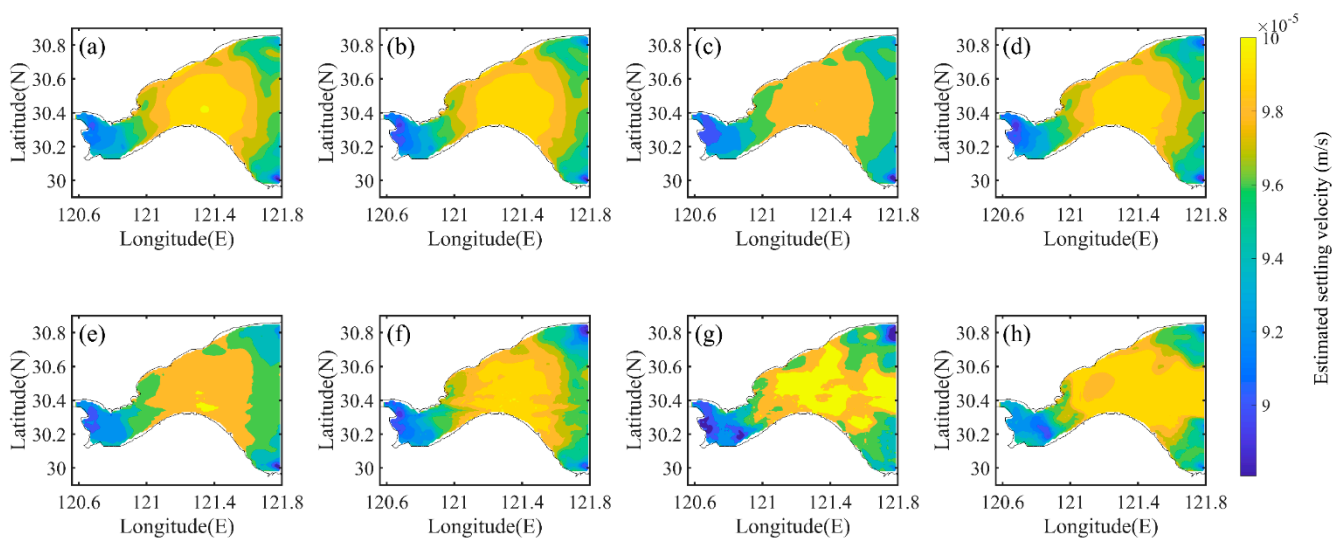 ×10⁻⁵
(a) (b) (c) (d)
30.8 30.8 30.8 30.8 10
30.6 30.6 30.6 30.6 9.8
Latitude(N) Latitude(N) Latitude(N) Latitude(N)
30.4 30.4 30.4 30.4
30.2 30.2 30.2 30.2 9.6
30 30 30 30
120.6 121 121.4 121.8 120.6 121 121.4 121.8 120.6 121 121.4 121.8 120.6 121 121.4 121.8
Longitude(E) Longitude(E) Longitude(E) Longitude(E)
9.4
Estimated settling velocity (m/s)
(e) (f) (g) (h)
30.8 30.8 30.8 30.8 9.2
30.6 30.6 30.6 30.6
Latitude(N) Latitude(N) Latitude(N) Latitude(N)
30.4 30.4 30.4 30.4 9
30.2 30.2 30.2 30.2
30 30 30 30
120.6 121 121.4 121.8 120.6 121 121.4 121.8 120.6 121 121.4 121.8 120.6 121 121.4 121.8
Longitude(E) Longitude(E) Longitude(E) Longitude(E)